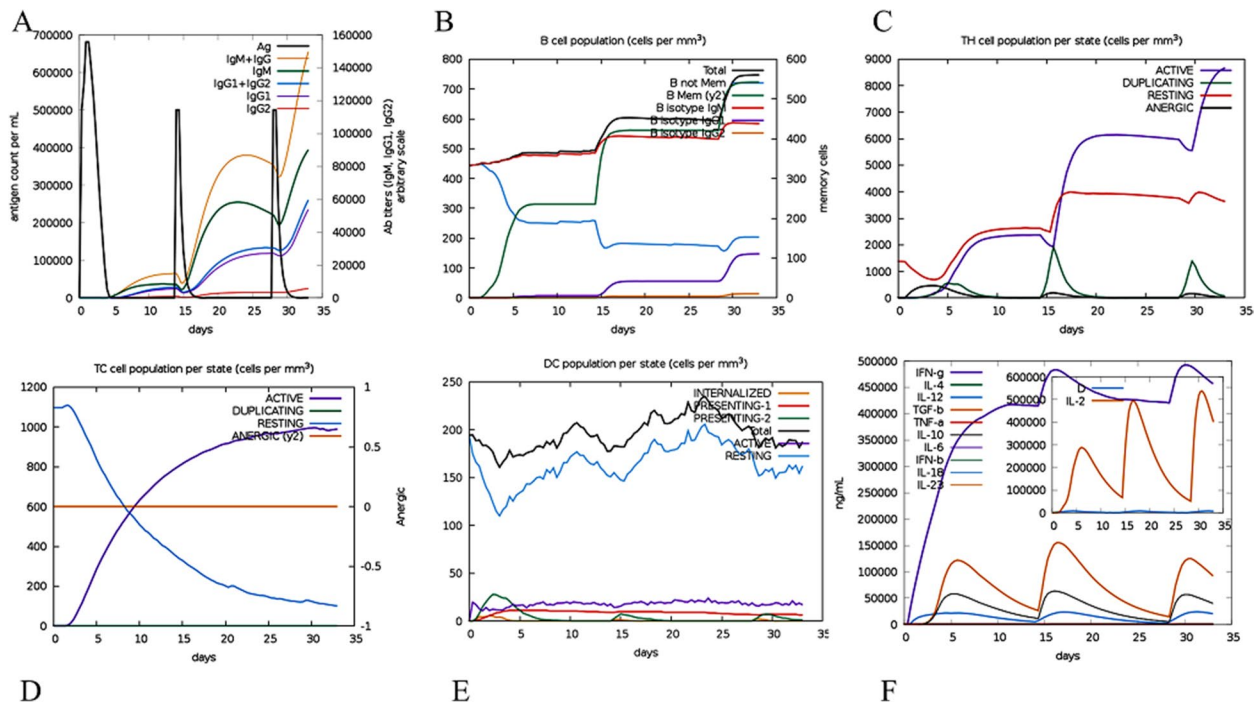 A
700000
600000
500000
400000
300000
200000
100000
0
antigen count per mL
160000
140000
120000
100000
80000
60000
40000
20000
0
Ab titers (IgM, IgG1, IgG2)
arbitrary scale
Ag
IgM+IgG
IgM
IgG1+IgG2
IgG1
IgG2
0 5 10 15 20 25 30 35
days
B
B cell population (cells per mm³)
800
700
600
500
400
300
200
100
0
600
500
400
300
200
100
0
memory cells
Total
B not Mem
B Mem (y2)
B isotype IgM
B isotype IgG1
B isotype IgG2
0 5 10 15 20 25 30 35
days
C
TH cell population per state (cells per mm³)
9000
8000
7000
6000
5000
4000
3000
2000
1000
0
ACTIVE
DUPLICATING
RESTING
ANERGIC
0 5 10 15 20 25 30 35
days
TC cell population per state (cells per mm³)
1200
1000
800
600
400
200
0
1
0.5
0
-0.5
-1
Anergic
ACTIVE
DUPLICATING
RESTING
ANERGIC (y2)
0 5 10 15 20 25 30 35
days
D
DC population per state (cells per mm³)
250
200
150
100
50
0
INTERNALIZED
PRESENTING-1
PRESENTING-2
Total
ACTIVE
RESTING
0 5 10 15 20 25 30 35
days
E
500000
450000
400000
350000
300000
250000
200000
150000
100000
50000
0
ng/mL
IFN-g
IL-4
IL-12
TGF-b
TNF-a
IL-10
IL-6
IFN-b
IL-18
IL-23
600000
500000
400000
300000
200000
100000
0
D
IL-2
0 5 10 15 20 25 30 35
0 5 10 15 20 25 30 35
days
F